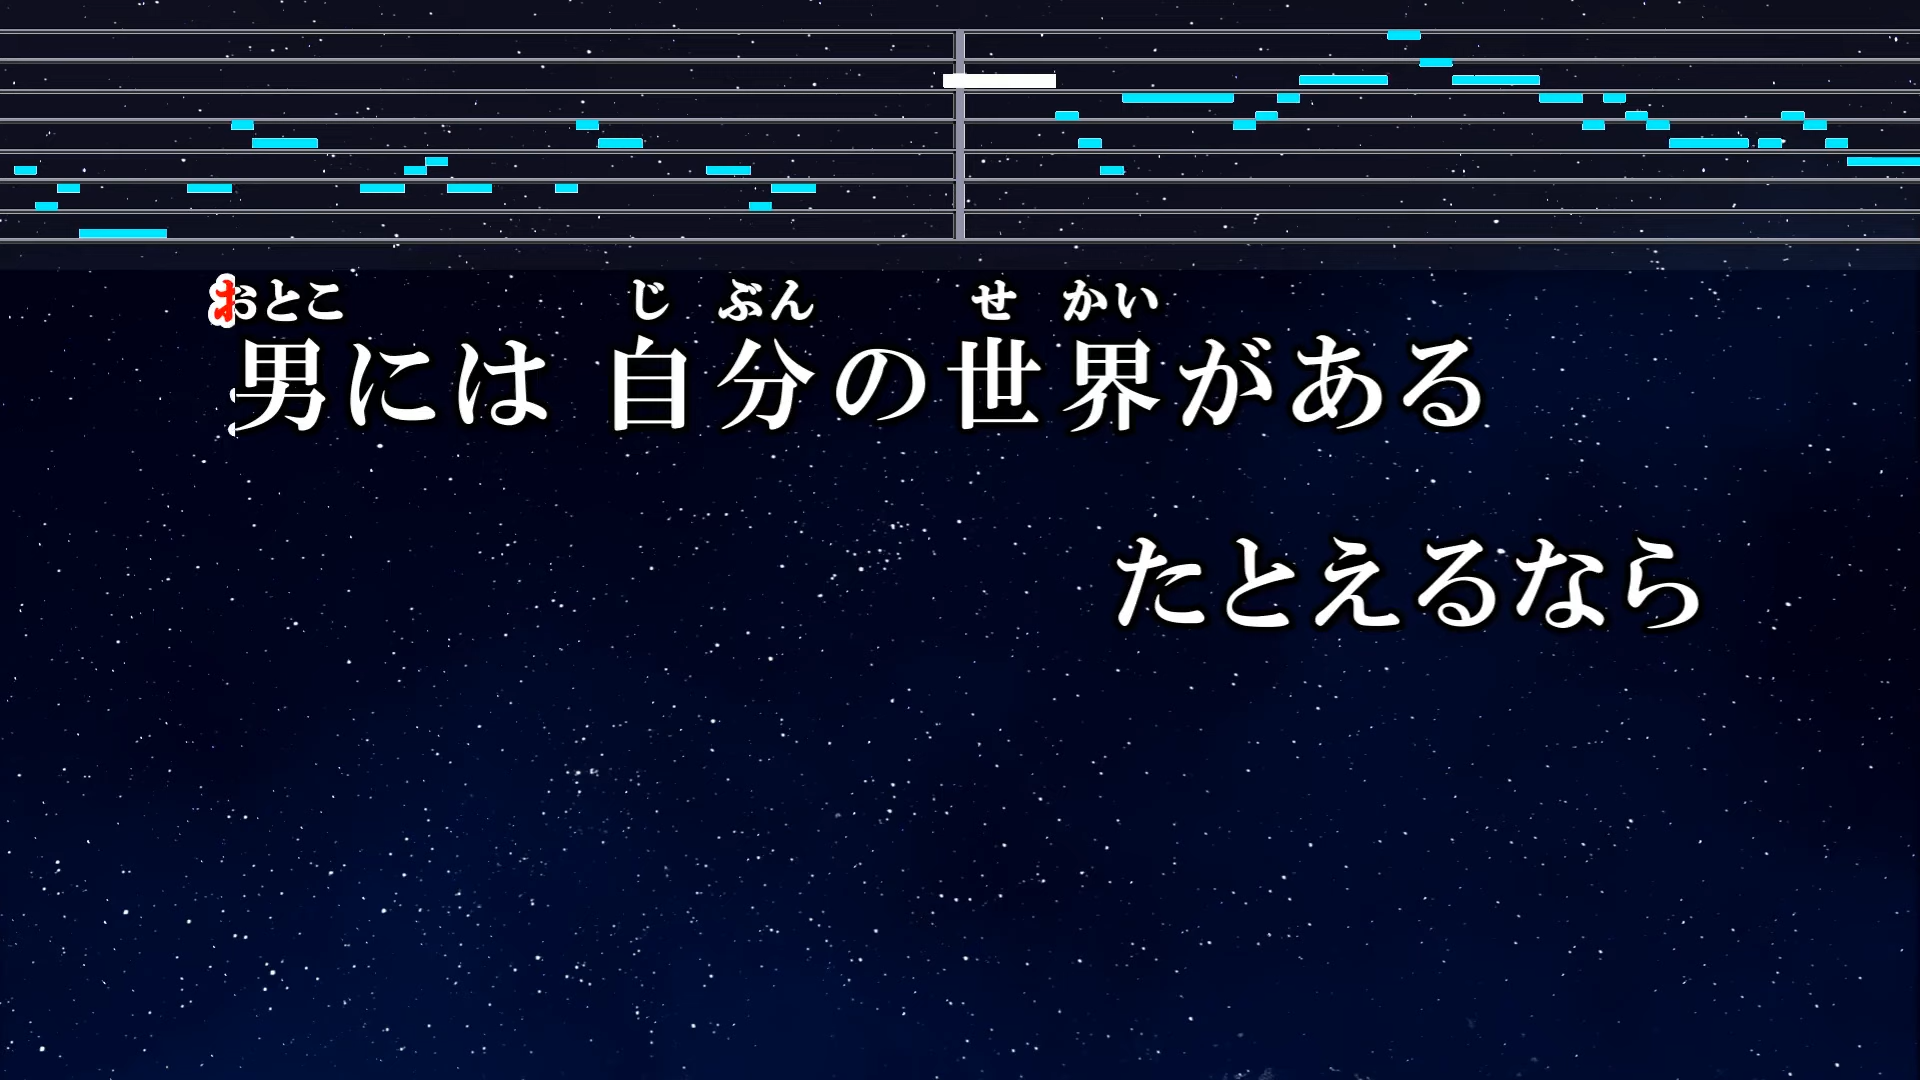 おとこ じ ぶん せ かい
男には 自分の世界がある
たとえるなら